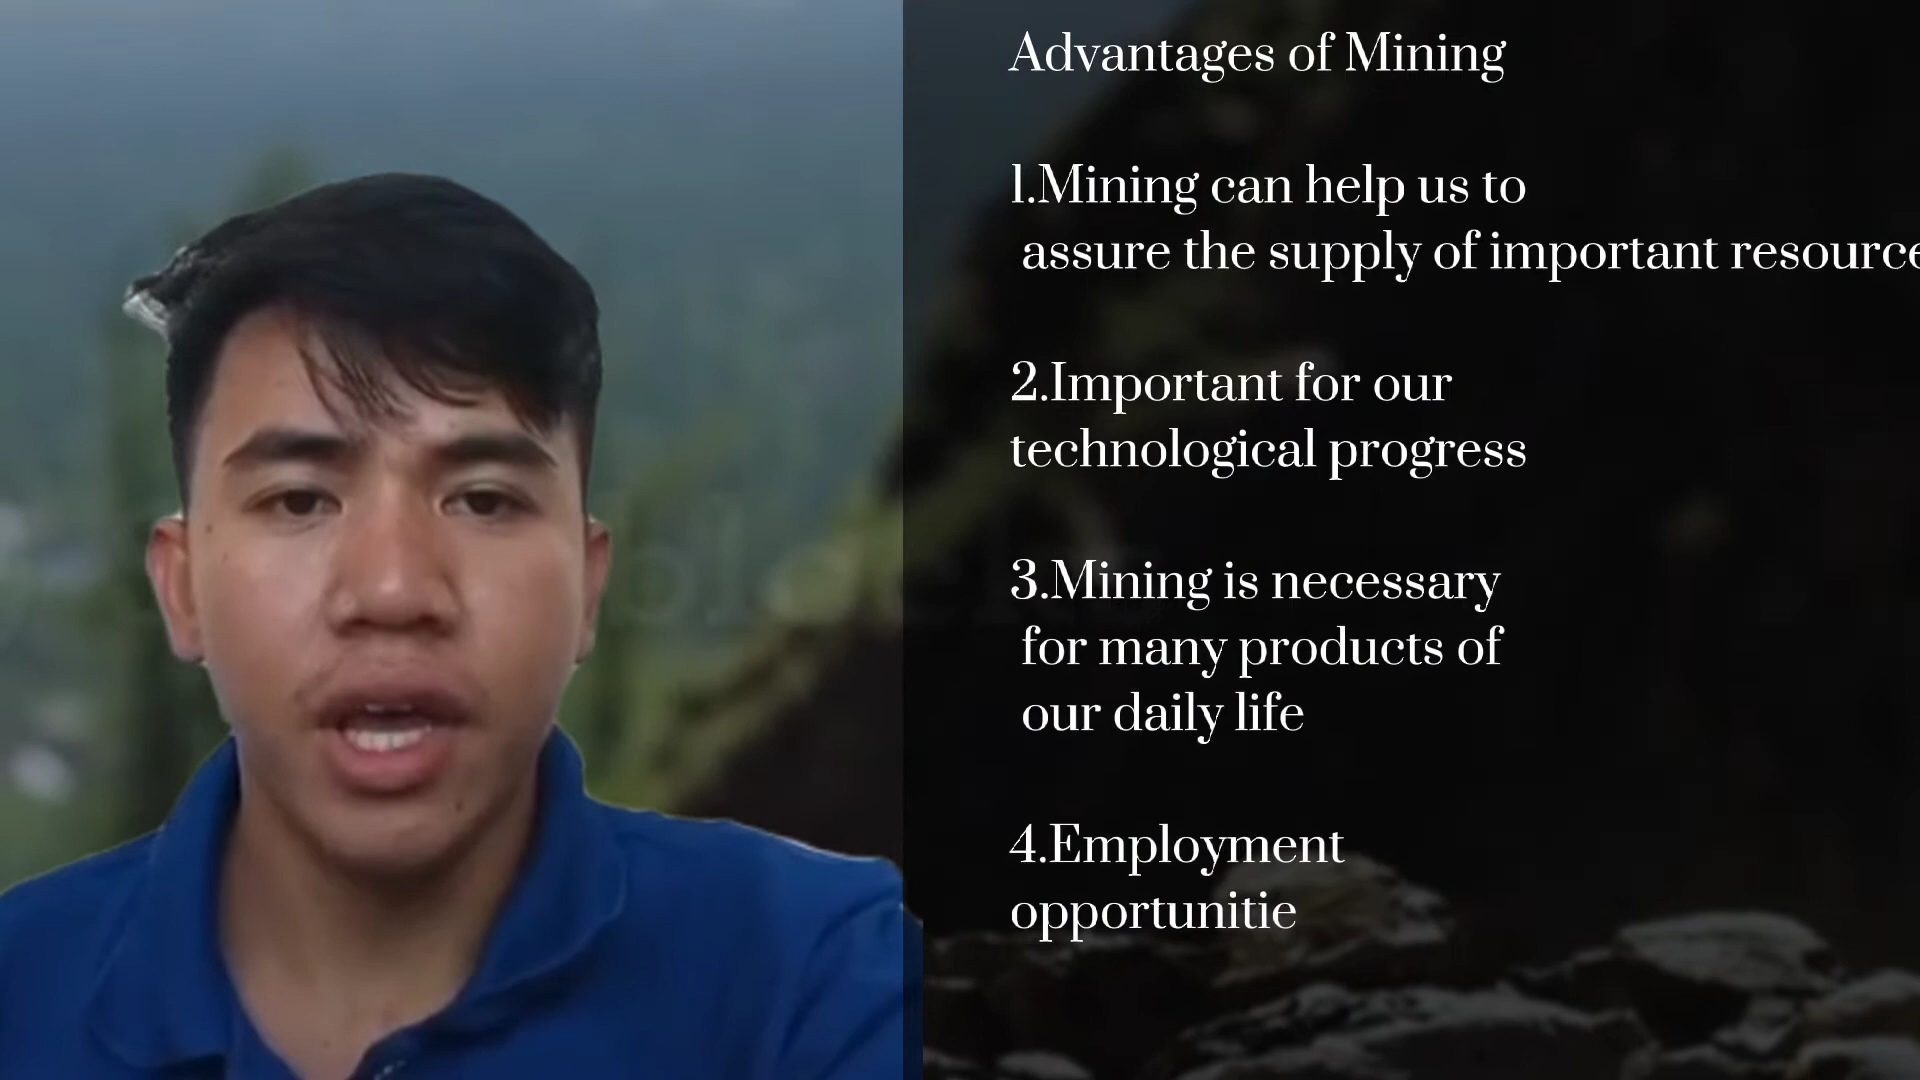 Advantages of Mining
1.Mining can help us to
assure the supply of important resource
2.Important for our
technological progress
3.Mining is necessary
for many products of
our daily life
4.Employment
opportunitie